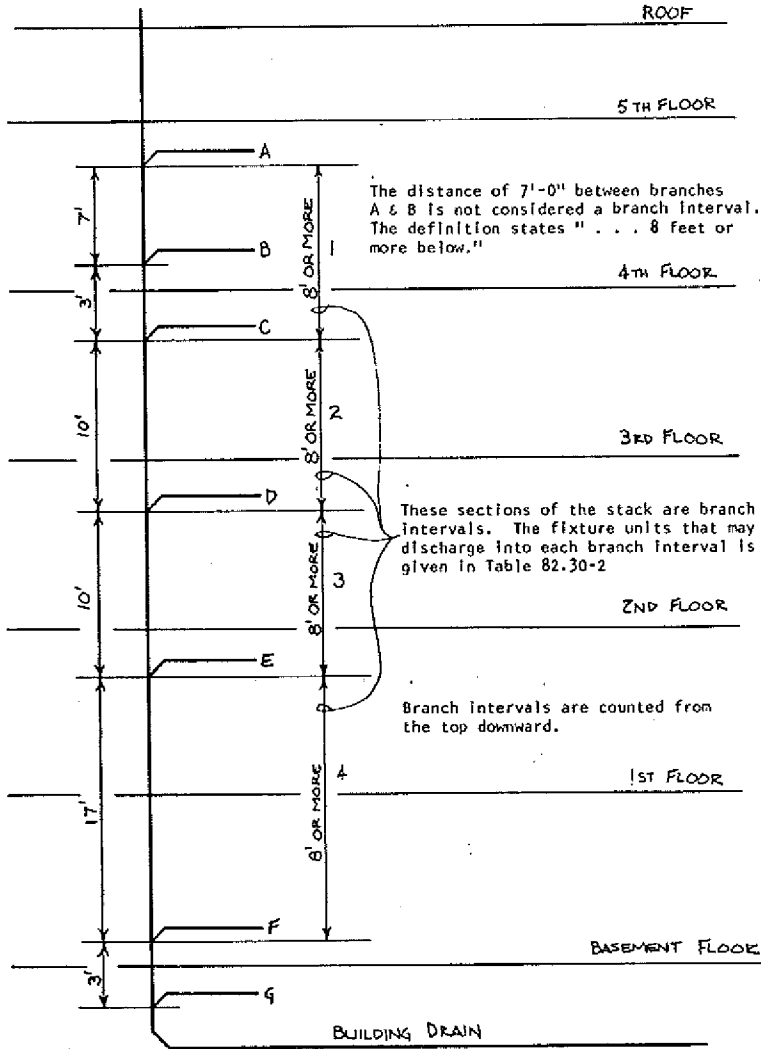 ROOF
5TH FLOOR
A
7'
The distance of 7'-0" between branches
A & B is not considered a branch interval.
The definition states " . . . 8 feet or
more below."
8' OR MORE
1
B
3'
4TH FLOOR
C
10'
8' OR MORE
2
3RD FLOOR
D
These sections of the stack are branch
intervals. The fixture units that may
discharge into each branch interval is
given in Table 82.30-2
10'
8' OR MORE
3
2ND FLOOR
E
Branch intervals are counted from
the top downward.
17'
8' OR MORE
4
1ST FLOOR
F
BASEMENT FLOOR
3'
G
BUILDING DRAIN